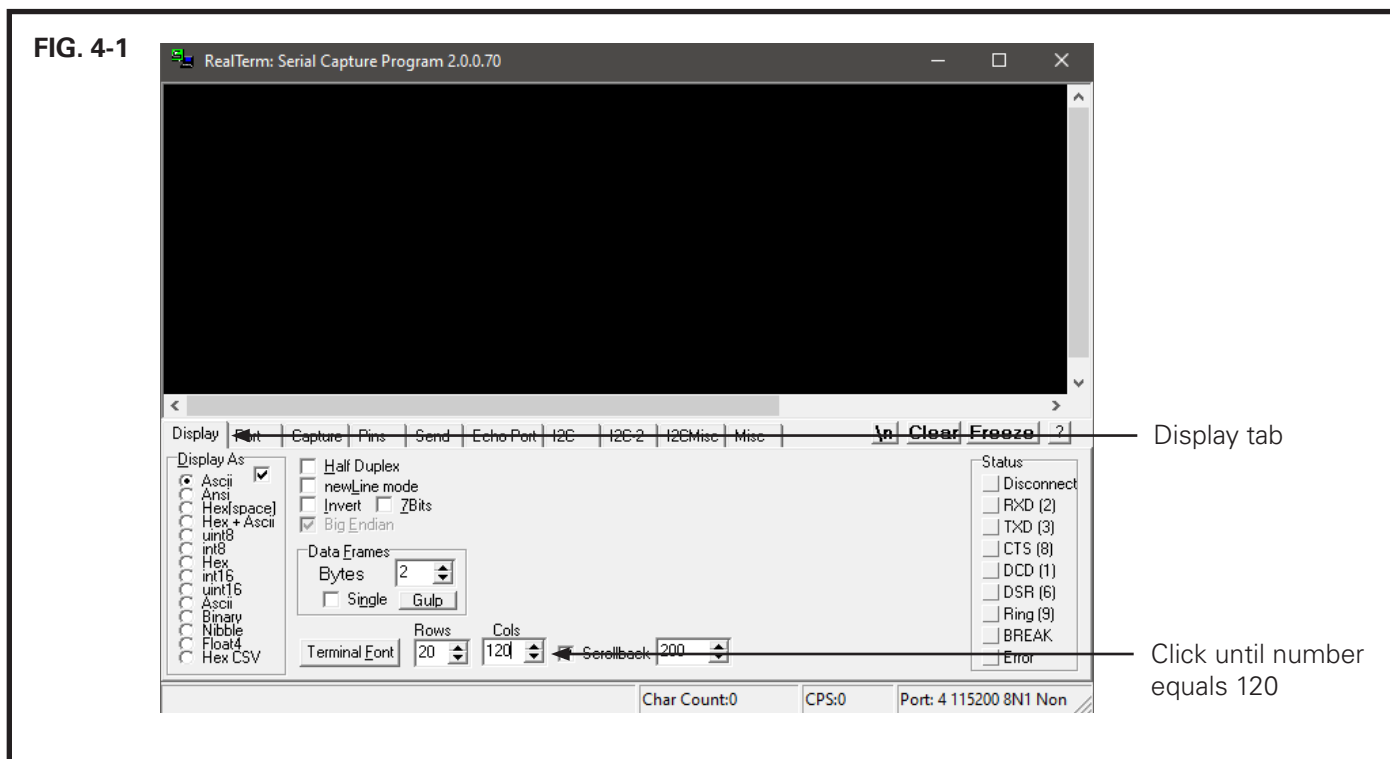 FIG. 4-1
RealTerm: Serial Capture Program 2.0.0.70
Display Port Capture Pins Send Echo Port I2C I2C-2 I2CMisc Misc \n Clear Freeze ?
Display tab
Display As
Ascii
Ansi
Hex[space]
Hex + Ascii
uint8
int8
Hex
int16
uint16
Ascii
Binary
Nibble
Float4
Hex CSV
Half Duplex
newLine mode
Invert 7Bits
Big Endian
Data Frames
Bytes 2
Single Gulp
Rows Cols
Terminal Font 20 120 Scrollback 200
Status
Disconnect
RXD (2)
TXD (3)
CTS (8)
DCD (1)
DSR (6)
Ring (9)
BREAK
Error
Click until number
equals 120
Char Count:0 CPS:0 Port: 4 115200 8N1 Non